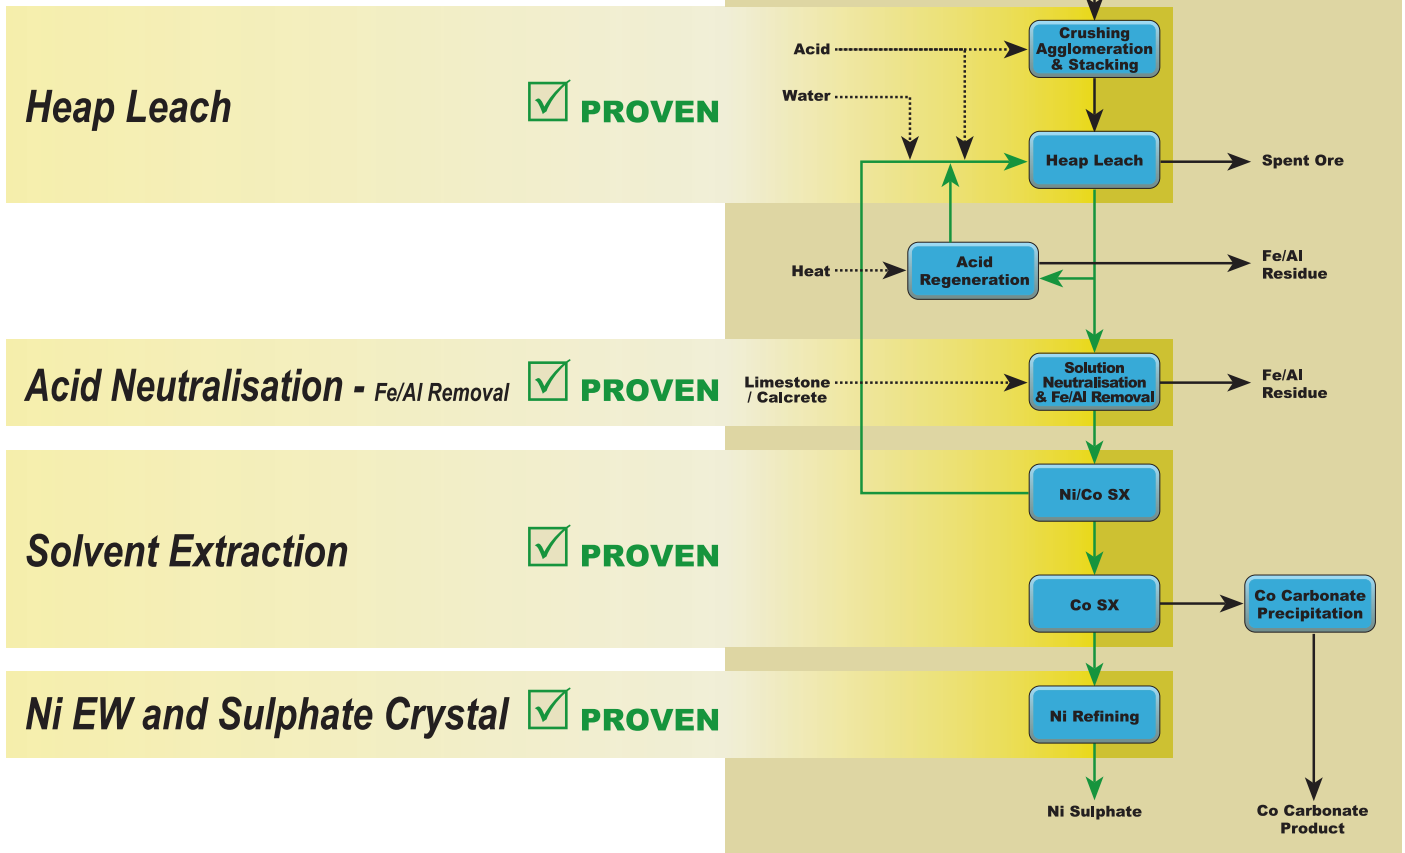 Heap Leach
PROVEN
Acid
Crushing
Agglomeration
& Stacking
Water
Heap Leach
Spent Ore
Heat
Acid
Regeneration
Fe/Al
Residue
Acid Neutralisation - Fe/Al Removal
PROVEN
Limestone
/ Calcrete
Solution
Neutralisation
& Fe/Al Removal
Fe/Al
Residue
Solvent Extraction
PROVEN
Ni/Co SX
Co SX
Co Carbonate
Precipitation
Ni EW and Sulphate Crystal
PROVEN
Ni Refining
Ni Sulphate
Co Carbonate
Product